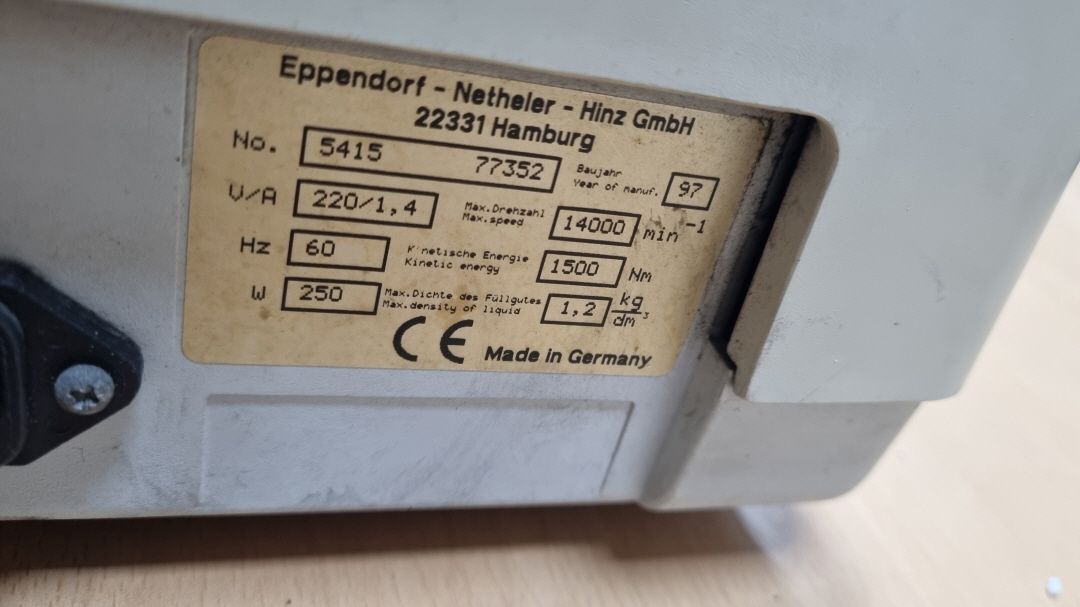 Eppendorf - Netheler - Hinz GmbH
22331 Hamburg
No. 5415 77352 Baujahr Year of manuf. 97
V/A 220/1,4 Max.Drehzahl Max.speed 14000 min-1
Hz 60 Kinetische Energie Kinetic energy 1500 Nm
W 250 Max.Dichte des Füllgutes Max.density of liquid 1,2 kg/dm³
CE Made in Germany